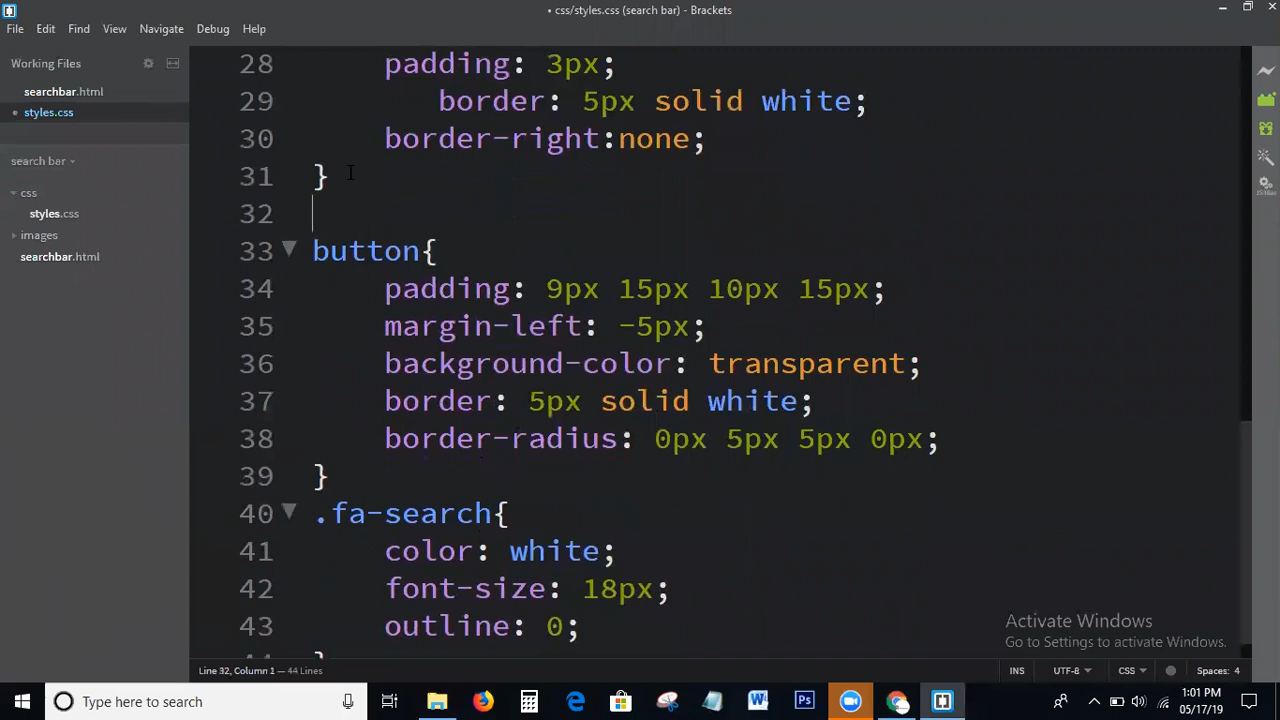 • css/styles.css (search bar) - Brackets
File Edit Find View Navigate Debug Help
Working Files
searchbar.html
• styles.css
search bar
css
styles.css
images
searchbar.html
28 padding: 3px;
29 border: 5px solid white;
30 border-right:none;
31 }
32
33 button{
34 padding: 9px 15px 10px 15px;
35 margin-left: -5px;
36 background-color: transparent;
37 border: 5px solid white;
38 border-radius: 0px 5px 5px 0px;
39 }
40 .fa-search{
41 color: white;
42 font-size: 18px;
43 outline: 0;
Activate Windows
Go to Settings to activate Windows.
Line 32, Column 1 — 44 Lines
INS UTF-8 CSS Spaces: 4
Type here to search
1:01 PM
05/17/19